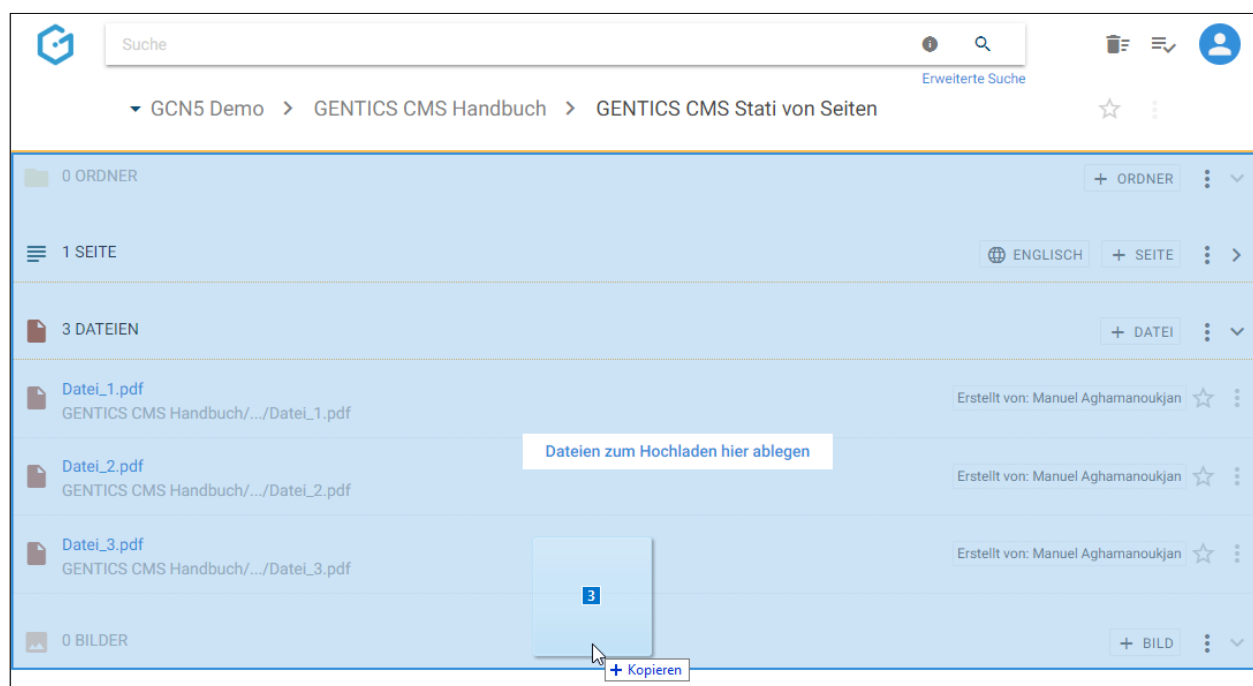 Suche
Erweiterte Suche
GCN5 Demo > GENTICS CMS Handbuch > GENTICS CMS Stati von Seiten
0 ORDNER + ORDNER
1 SEITE ENGLISCH + SEITE
3 DATEIEN + DATEI
Datei_1.pdf
GENTICS CMS Handbuch/.../Datei_1.pdf
Erstellt von: Manuel Aghamanoukjan
Dateien zum Hochladen hier ablegen
Datei_2.pdf
GENTICS CMS Handbuch/.../Datei_2.pdf
Erstellt von: Manuel Aghamanoukjan
Datei_3.pdf
GENTICS CMS Handbuch/.../Datei_3.pdf
Erstellt von: Manuel Aghamanoukjan
3
0 BILDER + BILD
+ Kopieren